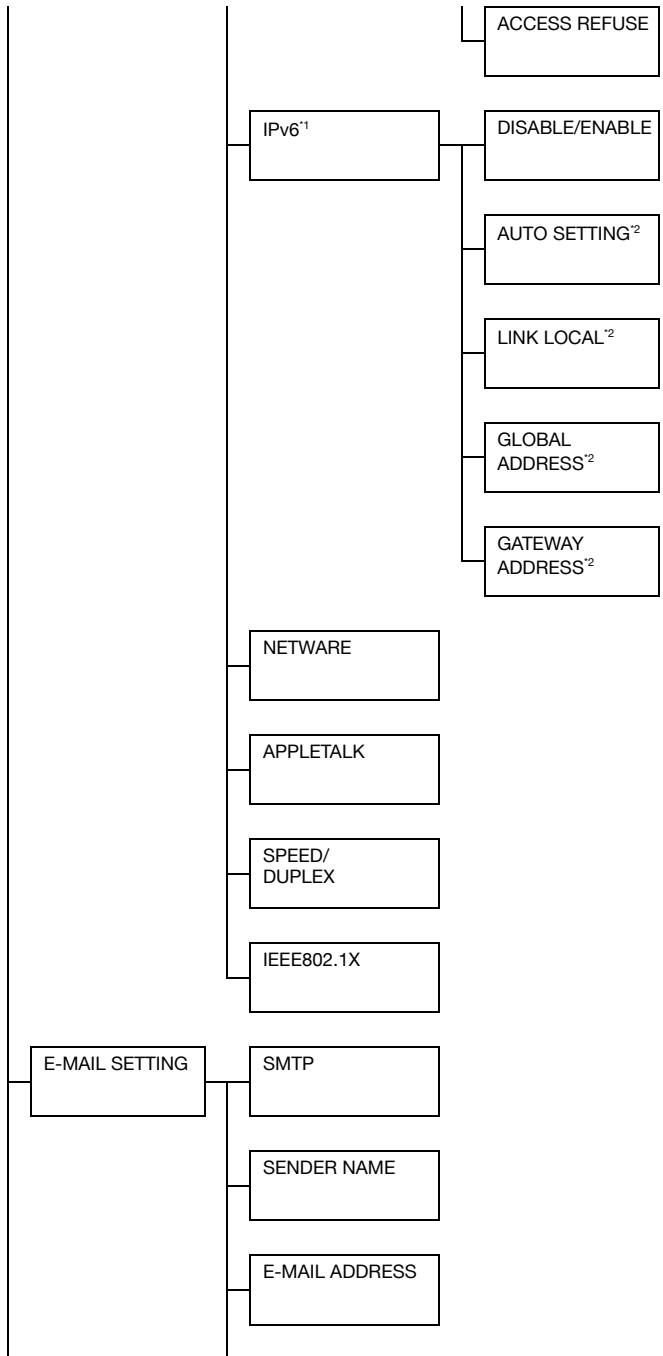 ACCESS REFUSE
IPv6*1
DISABLE/ENABLE
AUTO SETTING*2
LINK LOCAL*2
GLOBAL
ADDRESS*2
GATEWAY
ADDRESS*2
NETWARE
APPLETALK
SPEED/
DUPLEX
IEEE802.1X
E-MAIL SETTING
SMTP
SENDER NAME
E-MAIL ADDRESS